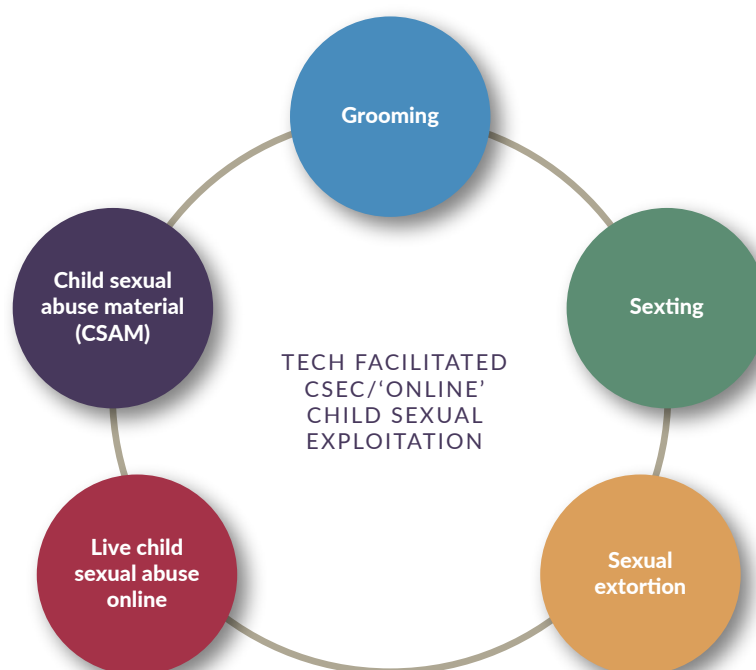 Grooming
Child sexual
abuse material
(CSAM)
Sexting
TECH FACILITATED
CSEC/‘ONLINE’
CHILD SEXUAL
EXPLOITATION
Live child
sexual abuse
online
Sexual
extortion